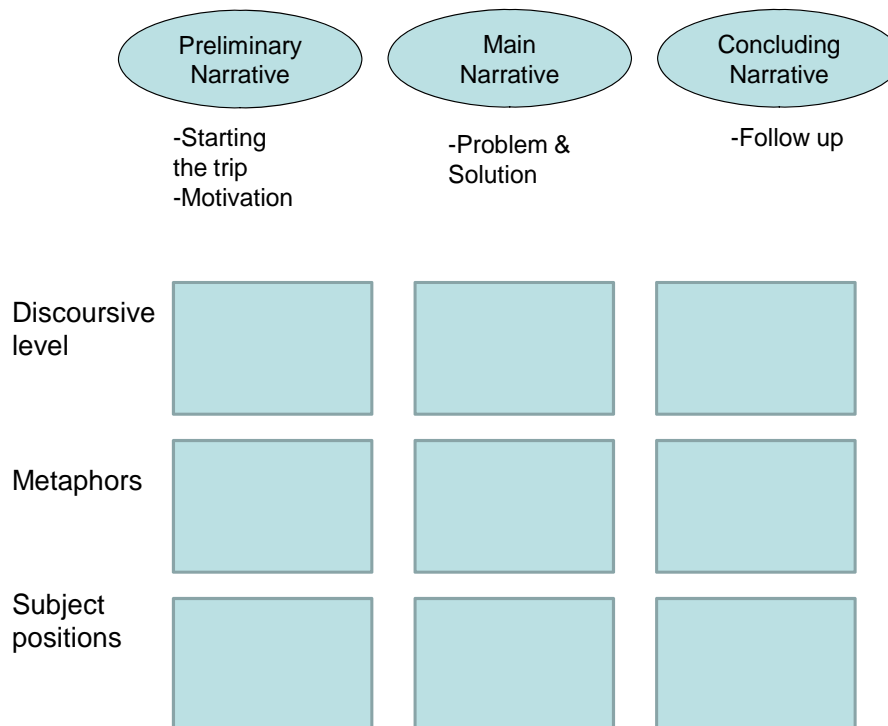 Preliminary
Narrative
Main
Narrative
Concluding
Narrative
-Starting
the trip
-Motivation
-Problem &
Solution
-Follow up
Discoursive
level
Metaphors
Subject
positions